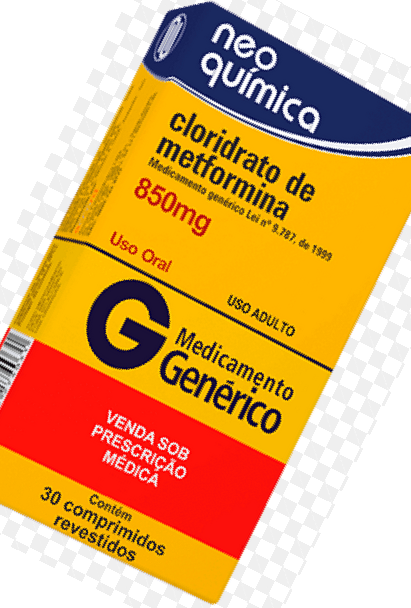 neo
química
cloridrato de
metformina
Medicamento genérico Lei nº 9.787, de 1999
850mg
Uso Oral
USO ADULTO
G Medicamento
Genérico
VENDA SOB
PRESCRIÇÃO
MÉDICA
Contém
30 comprimidos
revestidos